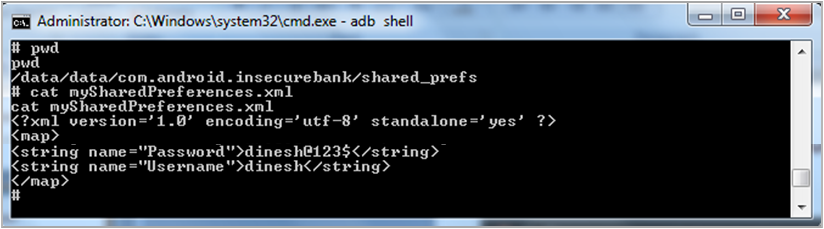 Administrator: C:\Windows\system32\cmd.exe - adb  shell
# pwd
pwd
/data/data/com.android.insecurebank/shared_prefs
# cat mySharedPreferences.xml
cat mySharedPreferences.xml
<?xml version='1.0' encoding='utf-8' standalone='yes' ?>
<map>
<string name="Password">dinesh@123$</string>
<string name="Username">dinesh</string>
</map>
#